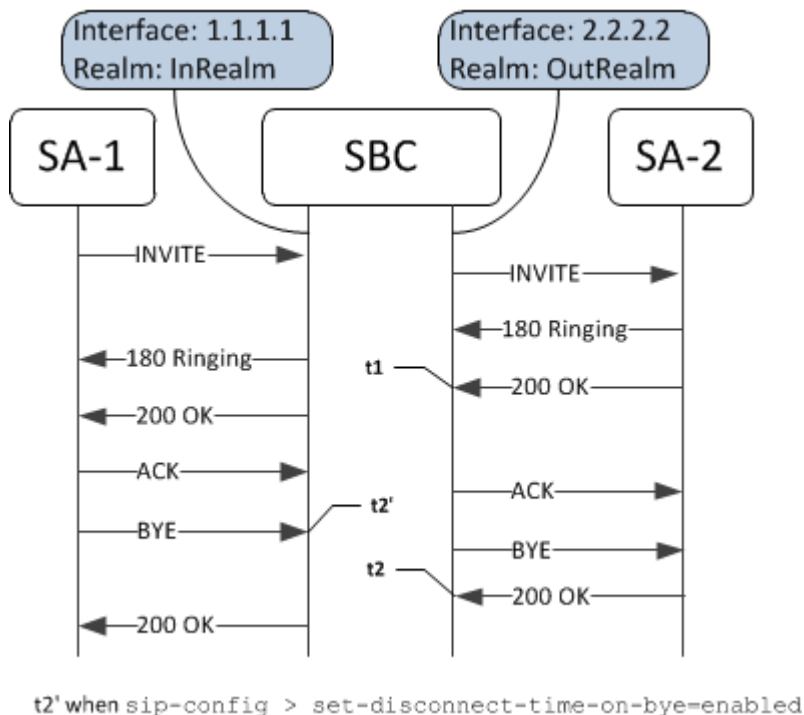 Interface: 1.1.1.1
Realm: InRealm
Interface: 2.2.2.2
Realm: OutRealm
SA-1
SBC
SA-2
INVITE
INVITE
180 Ringing
180 Ringing
t1
200 OK
200 OK
ACK
ACK
t2'
BYE
BYE
t2
200 OK
200 OK
t2' when sip-config > set-disconnect-time-on-bye=enabled